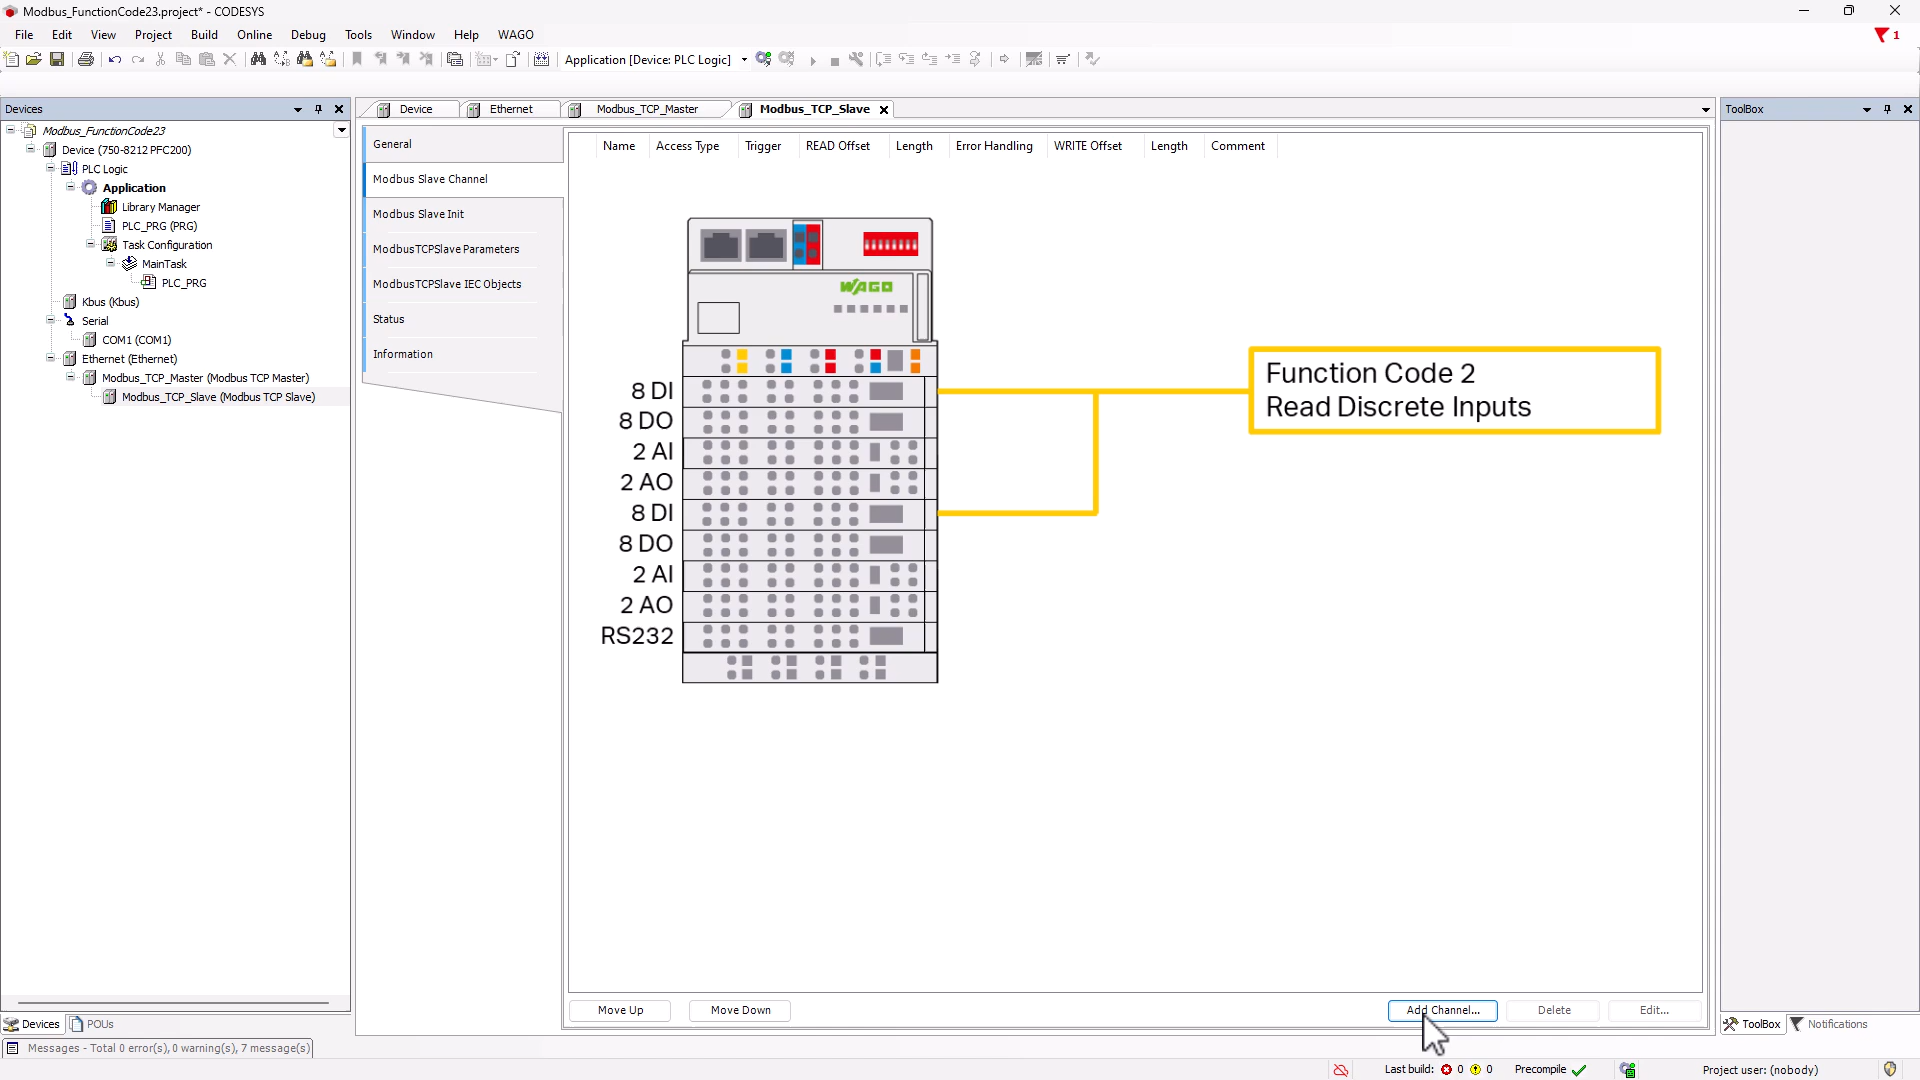 Modbus_FunctionCode23.project* - CODESYS
File Edit View Project Build Online Debug Tools Window Help WAGO
1
Application [Device: PLC Logic]
Devices
Modbus_FunctionCode23
Device (750-8212 PFC200)
PLC Logic
Application
Library Manager
PLC_PRG (PRG)
Task Configuration
MainTask
PLC_PRG
Kbus (Kbus)
Serial
COM1 (COM1)
Ethernet (Ethernet)
Modbus_TCP_Master (Modbus TCP Master)
Modbus_TCP_Slave (Modbus TCP Slave)
Devices POUs
Device Ethernet Modbus_TCP_Master Modbus_TCP_Slave
General
Modbus Slave Channel
Modbus Slave Init
ModbusTCPSlave Parameters
ModbusTCPSlave IEC Objects
Status
Information
Name Access Type Trigger READ Offset Length Error Handling WRITE Offset Length Comment
WAGO
8 DI
8 DO
2 AI
2 AO
8 DI
8 DO
2 AI
2 AO
RS232
Function Code 2
Read Discrete Inputs
Move Up Move Down Add Channel... Delete Edit...
ToolBox
ToolBox Notifications
Messages - Total 0 error(s), 0 warning(s), 7 message(s)
Last build: 0 0 Precompile Project user: (nobody)